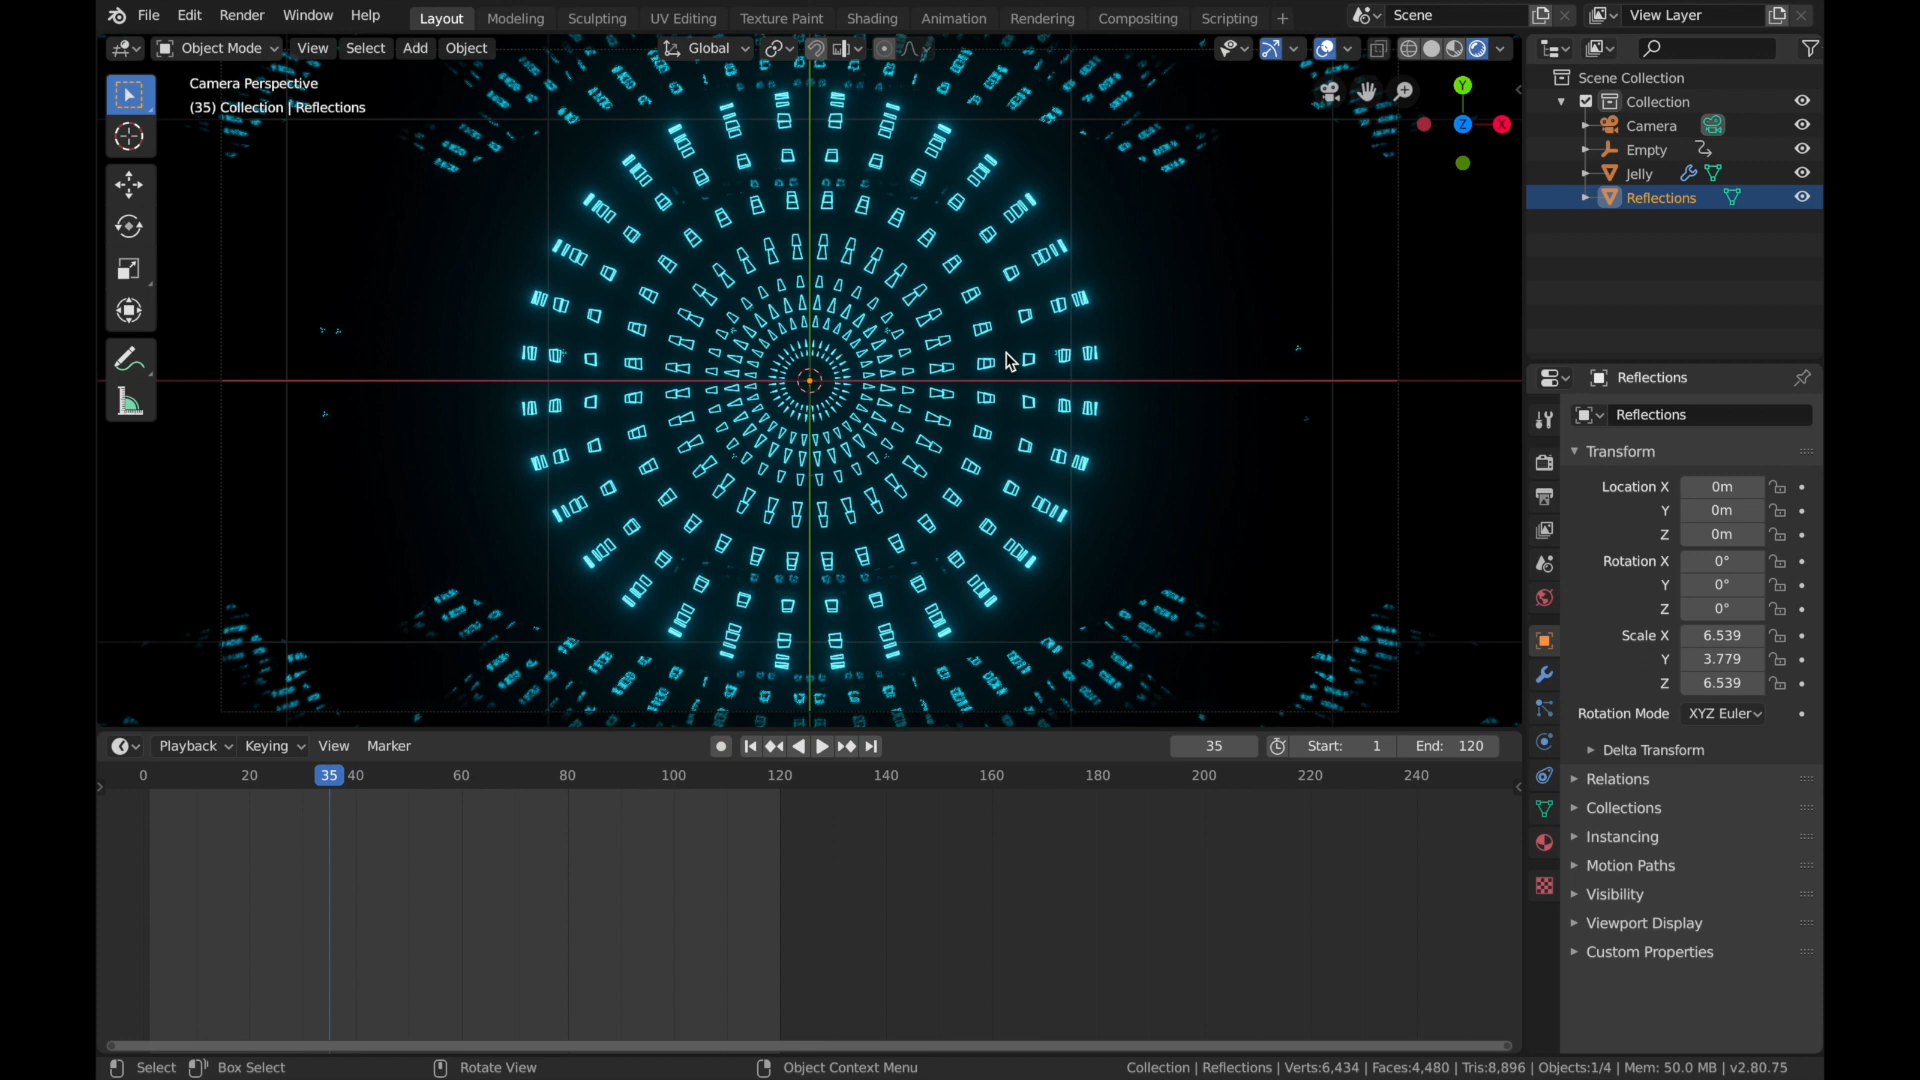 File Edit Render Window Help Layout Modeling Sculpting UV Editing Texture Paint Shading Animation Rendering Compositing Scripting + Scene View Layer
Object Mode View Select Add Object Global
Camera Perspective
(35) Collection | Reflections
Y
Z X
Scene Collection
Collection
Camera
Empty
Jelly
Reflections
Reflections
Reflections
Transform
Location X 0m
Y 0m
Z 0m
Rotation X 0°
Y 0°
Z 0°
Scale X 6.539
Y 3.779
Z 6.539
Rotation Mode XYZ Euler
Delta Transform
Relations
Collections
Instancing
Motion Paths
Visibility
Viewport Display
Custom Properties
Playback Keying View Marker 35 Start: 1 End: 120
0 20 35 40 60 80 100 120 140 160 180 200 220 240
Select Box Select Rotate View Object Context Menu Collection | Reflections | Verts:6,434 | Faces:4,480 | Tris:8,896 | Objects:1/4 | Mem: 50.0 MB | v2.80.75